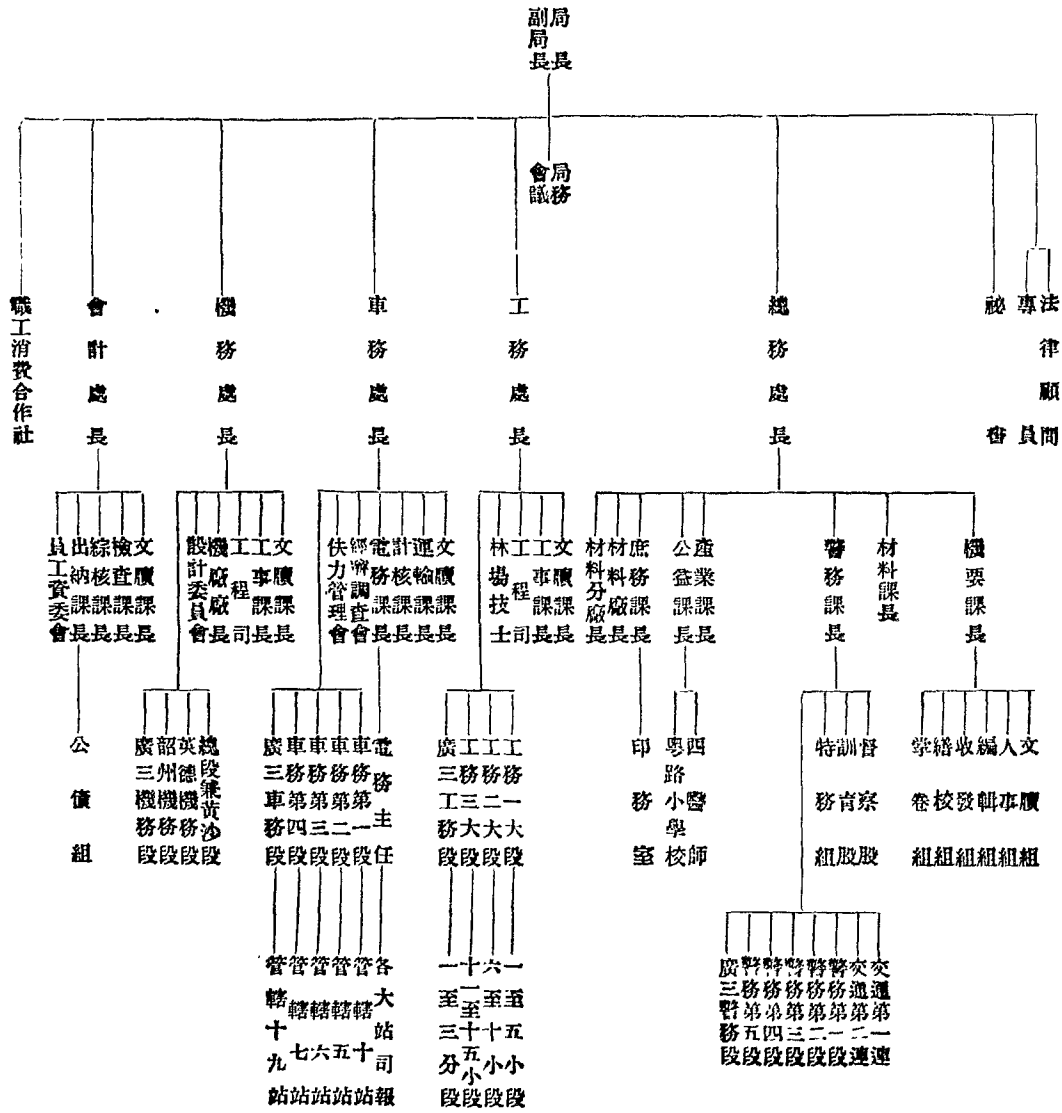 局長
副局長
局務
會議
法律顧問
專員
祕書
總務處長
工務處長
車務處長
機務處長
會計處長
職工消費合作社
機要課長
材料課長
警務課長
產業課長
公益課長
庶務課長
材料廠長
材料分廠長
文牘課長
工事課長
工程司
林場技士
文牘課長
運輸課長
計核課長
電務課長
經濟調查會
伕力管理會
文牘課長
工事課長
工程司
機廠廠長
設計委員會
文牘課長
檢查課長
綜核課長
出納課長
員工資委會
文牘組
人事組
編輯組
收發組
繕校組
掌卷組
督察股
訓育股
特務組
四醫師
粵路小學校
印務室
工務一大段
工務二大段
工務三大段
廣三工務段
電務主任
車務第一段
車務第二段
車務第三段
車務第四段
廣三車務段
總段兼黃沙段
英德機務段
韶州機務段
廣三機務段
公債組
交通第一連
交通第二連
警務第一段
警務第二段
警務第三段
警務第四段
警務第五段
廣三警務段
一至五小段
六至十小段
十一至十五小段
一至三分段
各大站司報
管轄十站
管轄五站
管轄六站
管轄七站
管轄十九站